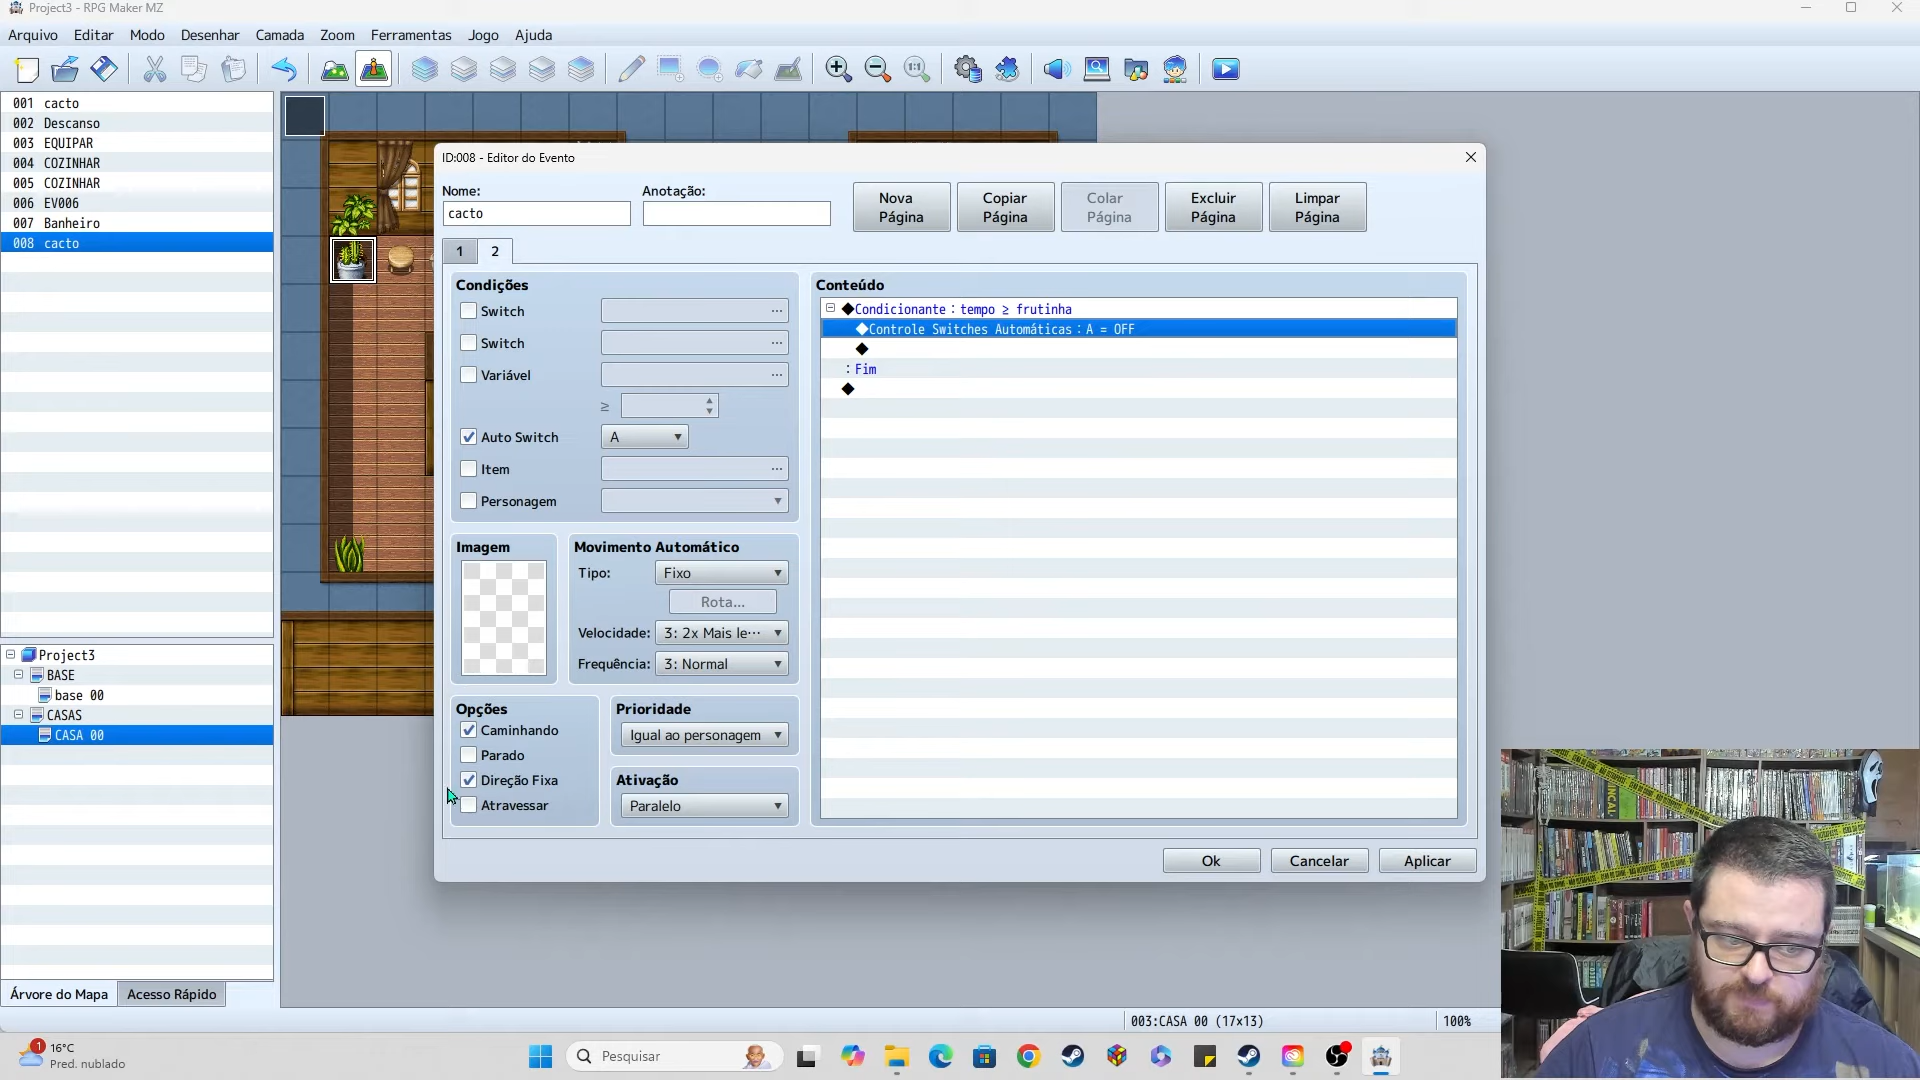 Project3 - RPG Maker MZ
Arquivo Editar Modo Desenhar Camada Zoom Ferramentas Jogo Ajuda
001 cacto
002 Descanso
003 EQUIPAR
004 COZINHAR
005 COZINHAR
006 EV006
007 Banheiro
008 cacto
Project3
BASE
base 00
CASAS
CASA 00
Árvore do Mapa
Acesso Rápido
ID:008 - Editor do Evento
Nome:
cacto
Anotação:
Nova Página
Copiar Página
Colar Página
Excluir Página
Limpar Página
1 2
Condições
Switch ...
Switch ...
Variável ...
≥
Auto Switch A
Item ...
Personagem
Imagem
Movimento Automático
Tipo: Fixo
Rota...
Velocidade: 3: 2x Mais le...
Frequência: 3: Normal
Opções
Caminhando
Parado
Direção Fixa
Atravessar
Prioridade
Igual ao personagem
Ativação
Paralelo
Conteúdo
◆Condicionante：tempo ≥ frutinha
◆Controle Switches Automáticas：A = OFF
◆
：Fim
◆
Ok
Cancelar
Aplicar
003:CASA 00 (17x13)
100%
1
16°C
Pred. nublado
Pesquisar